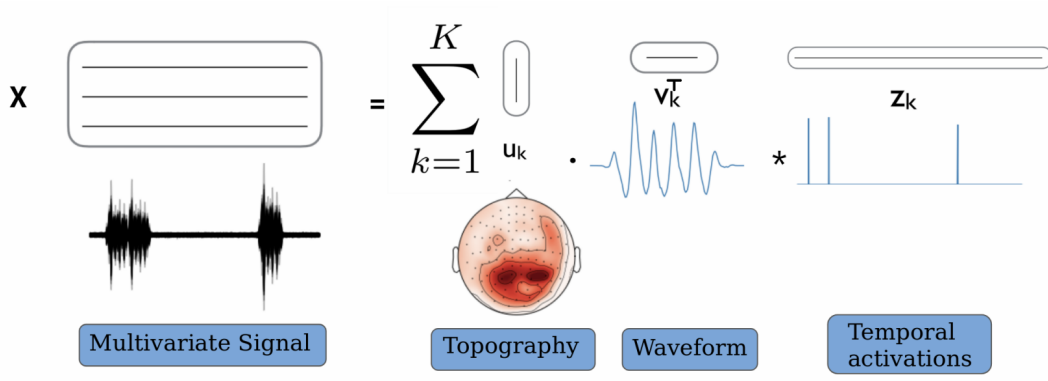 X = K ∑ k=1 u_k · v_k^T * z_k
Multivariate Signal
Topography
Waveform
Temporal
activations